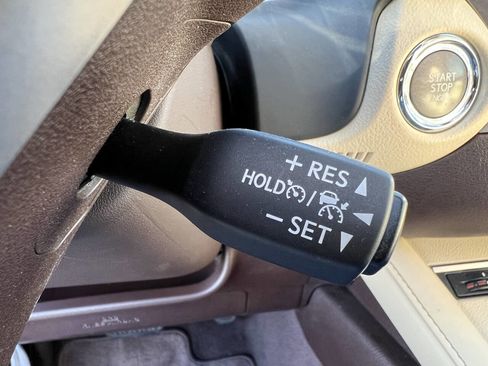 + RES
HOLD /
− SET
START
STOP